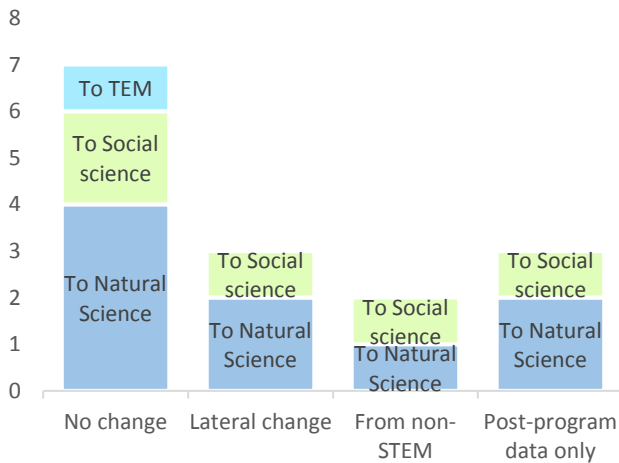 8
7
6
5
4
3
2
1
0
To TEM
To Social
science
To Natural
Science
To Social
science
To Natural
Science
To Social
science
To Natural
Science
To Social
science
To Natural
Science
No change
Lateral change
From non-
STEM
Post-program
data only